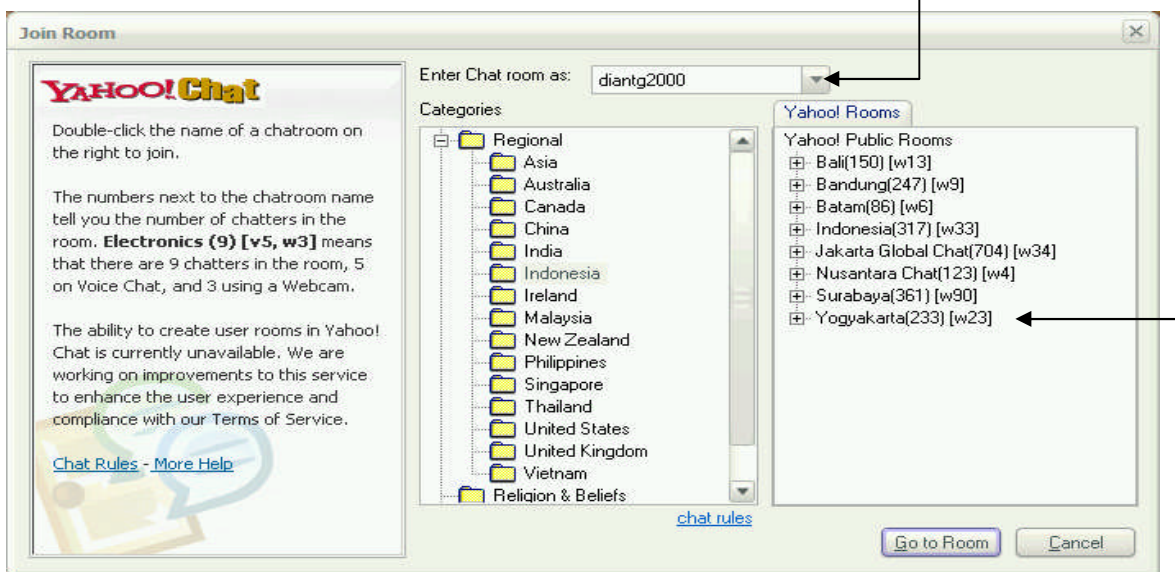 Join Room
YAHOO! Chat
Double-click the name of a chatroom on
the right to join.
The numbers next to the chatroom name
tell you the number of chatters in the
room. Electronics (9) [v5, w3] means
that there are 9 chatters in the room, 5
on Voice Chat, and 3 using a Webcam.
The ability to create user rooms in Yahoo!
Chat is currently unavailable. We are
working on improvements to this service
to enhance the user experience and
compliance with our Terms of Service.
Chat Rules - More Help
Enter Chat room as: diantg2000
Categories
Regional
Asia
Australia
Canada
China
India
Indonesia
Ireland
Malaysia
New Zealand
Philippines
Singapore
Thailand
United States
United Kingdom
Vietnam
Religion & Beliefs
chat rules
Yahoo! Rooms
Yahoo! Public Rooms
Bali(150) [w13]
Bandung(247) [w9]
Batam(86) [w6]
Indonesia(317) [w33]
Jakarta Global Chat(704) [w34]
Nusantara Chat(123) [w4]
Surabaya(361) [w90]
Yogyakarta(233) [w23]
Go to Room
Cancel